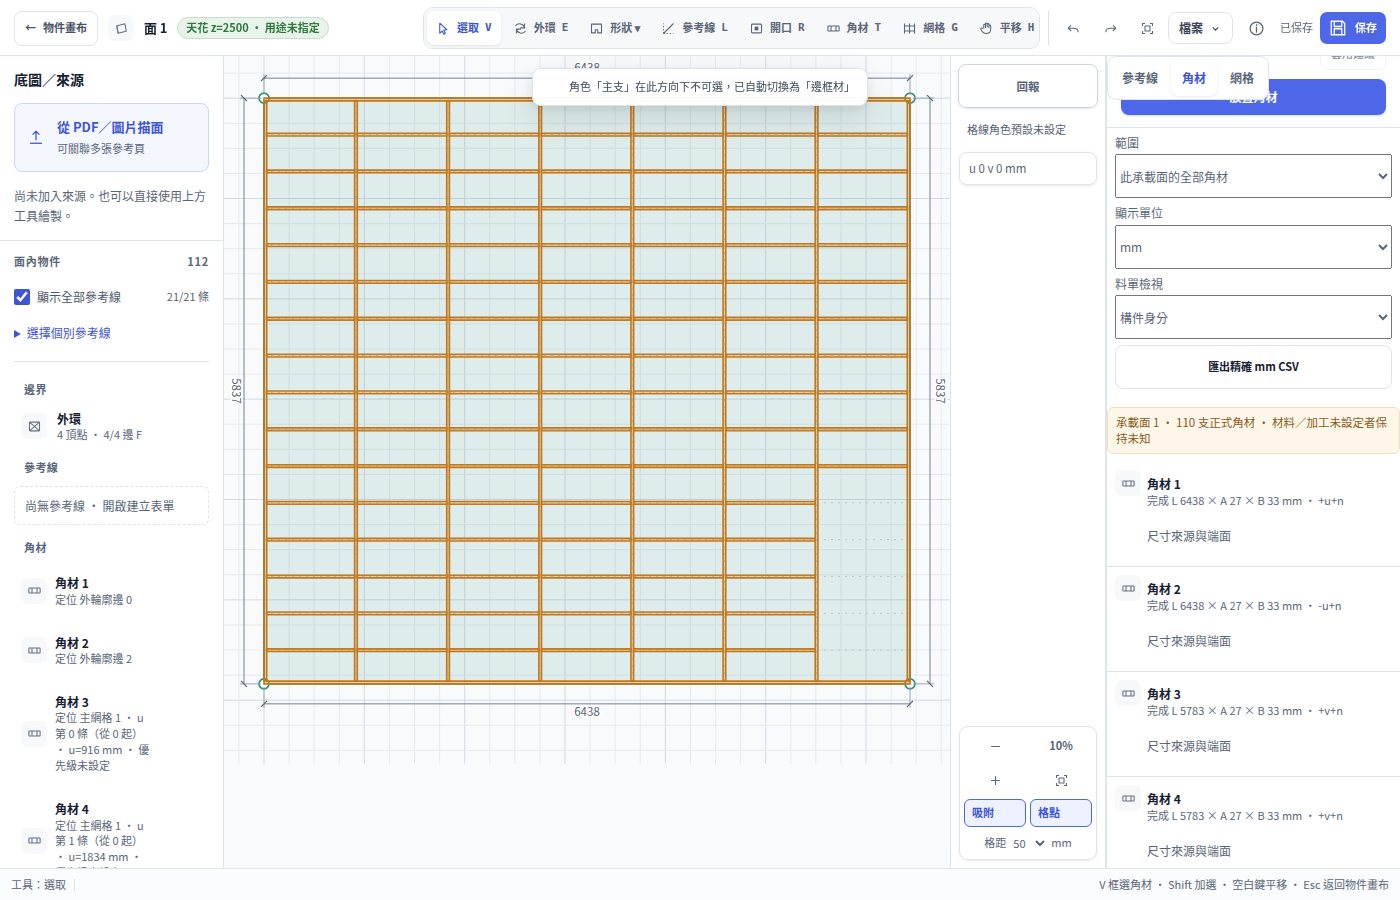 ← 物件畫布
面 1
天花 z=2500 · 用途未指定
選取 V
外環 E
形狀▼
參考線 L
開口 R
角材 T
網格 G
平移 H
檔案
已保存
保存
底圖／來源
從 PDF／圖片描面
可關聯多張參考頁
尚未加入來源。也可以直接使用上方
工具繪製。
面內物件 112
顯示全部參考線 21/21 條
▶ 選擇個別參考線
邊界
外環
4 頂點 · 4/4 邊 F
參考線
尚無參考線 · 開啟建立表單
角材
角材 1
定位 外輪廓邊 0
角材 2
定位 外輪廓邊 2
角材 3
定位 主網格 1 · u
第 0 條（從 0 起）
· u=916 mm · 優
先級未設定
角材 4
定位 主網格 1 · u
第 1 條（從 0 起）
· u=1834 mm ·
6438
角色「主支」在此方向下不可選，已自動切換為「邊框材」
5837
5837
6438
回報
格線角色預設未設定
u 0 v 0 mm
10%
吸附
格點
格距 50 mm
參考線
角材
網格
範圍
此承載面的全部角材
顯示單位
mm
料單檢視
構件身分
匯出精確 mm CSV
承載面 1 · 110 支正式角材 · 材料／加工未設定者保
持未知
角材 1
完成 L 6438 × A 27 × B 33 mm · +u+n
尺寸來源與端面
角材 2
完成 L 6438 × A 27 × B 33 mm · -u+n
尺寸來源與端面
角材 3
完成 L 5783 × A 27 × B 33 mm · +v+n
尺寸來源與端面
角材 4
完成 L 5783 × A 27 × B 33 mm · +v+n
尺寸來源與端面
工具：選取
V 框選角材 · Shift 加選 · 空白鍵平移 · Esc 返回物件畫布